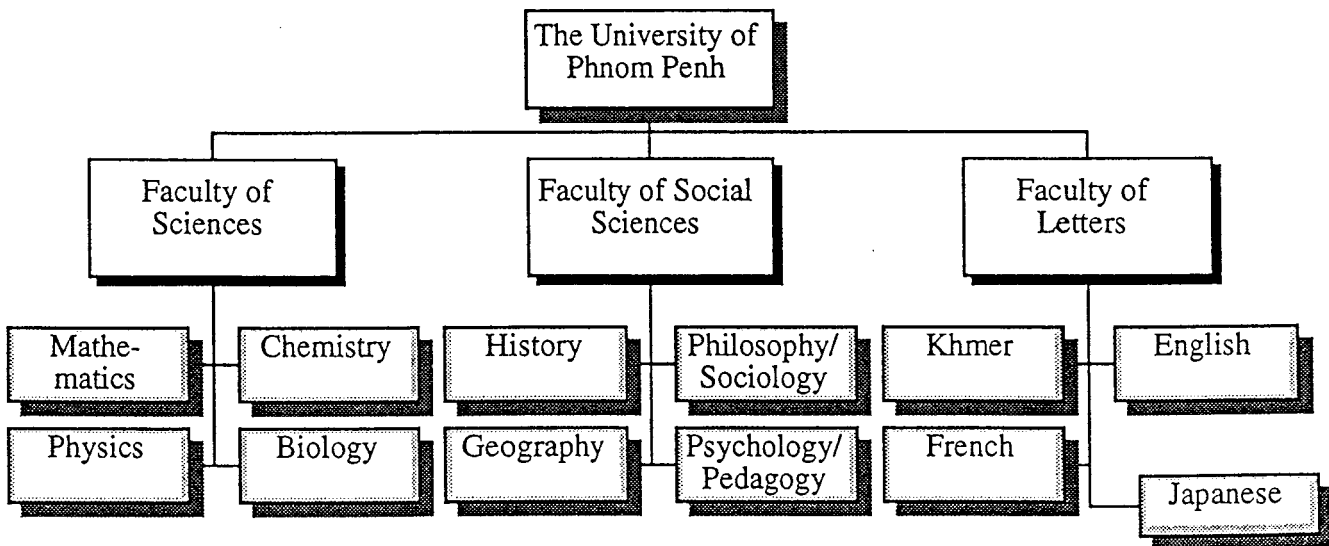 The University of
Phnom Penh
Faculty of
Sciences
Faculty of Social
Sciences
Faculty of
Letters
Mathe-
matics
Chemistry
History
Philosophy/
Sociology
Khmer
English
Physics
Biology
Geography
Psychology/
Pedagogy
French
Japanese